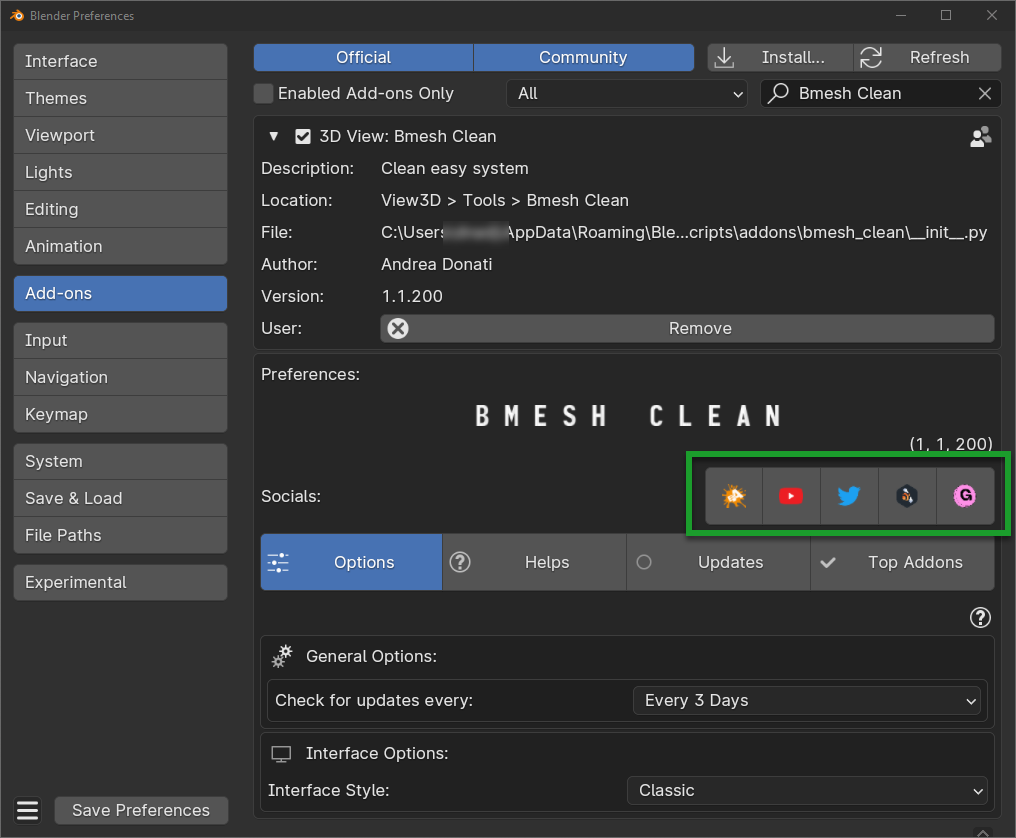 Blender Preferences
Interface
Themes
Viewport
Lights
Editing
Animation
Add-ons
Input
Navigation
Keymap
System
Save & Load
File Paths
Experimental
Save Preferences
Official
Community
Install...
Refresh
Enabled Add-ons Only
All
Bmesh Clean
3D View: Bmesh Clean
Description: Clean easy system
Location: View3D > Tools > Bmesh Clean
File: C:\Users AppData\Roaming\Ble...cripts\addons\bmesh_clean\__init__.py
Author: Andrea Donati
Version: 1.1.200
User: Remove
Preferences:
BMESH CLEAN
(1, 1, 200)
Socials:
G
Options
Helps
Updates
Top Addons
General Options:
Check for updates every: Every 3 Days
Interface Options:
Interface Style: Classic